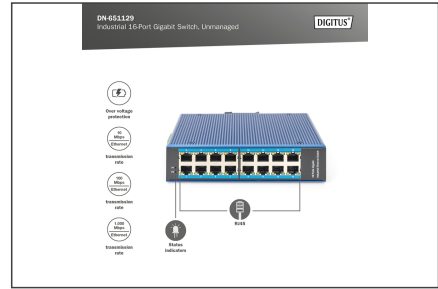 DN-651129
Industrial 16-Port Gigabit Switch, Unmanaged
DIGITUS®
Over voltage
protection
10
Mbps
Ethernet
transmission
rate
100
Mbps
Ethernet
transmission
rate
1.000
Mbps
Ethernet
transmission
rate
Status
indicators
RJ45